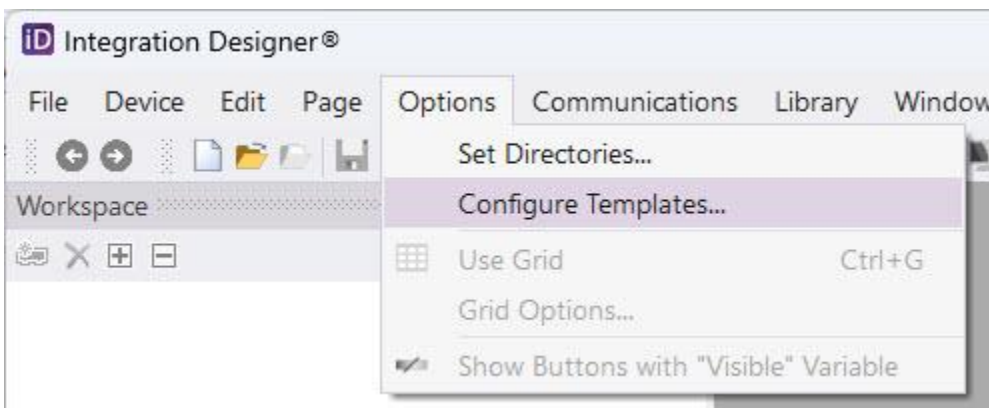 iD Integration Designer®
File Device Edit Page Options Communications Library Window
Set Directories...
Workspace
Configure Templates...
Use Grid Ctrl+G
Grid Options...
Show Buttons with "Visible" Variable